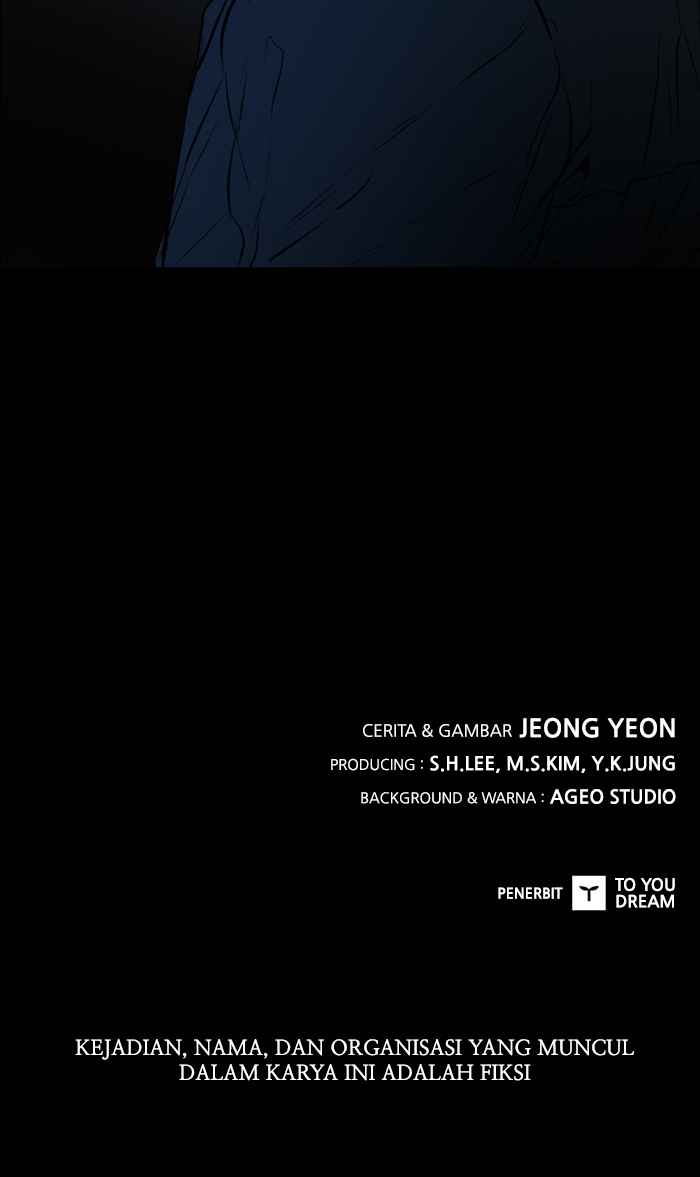 CERITA & GAMBAR JEONG YEON
PRODUCING : S.H.LEE, M.S.KIM, Y.K.JUNG
BACKGROUND & WARNA : AGEO STUDIO
PENERBIT TO YOU
DREAM
KEJADIAN, NAMA, DAN ORGANISASI YANG MUNCUL
DALAM KARYA INI ADALAH FIKSI